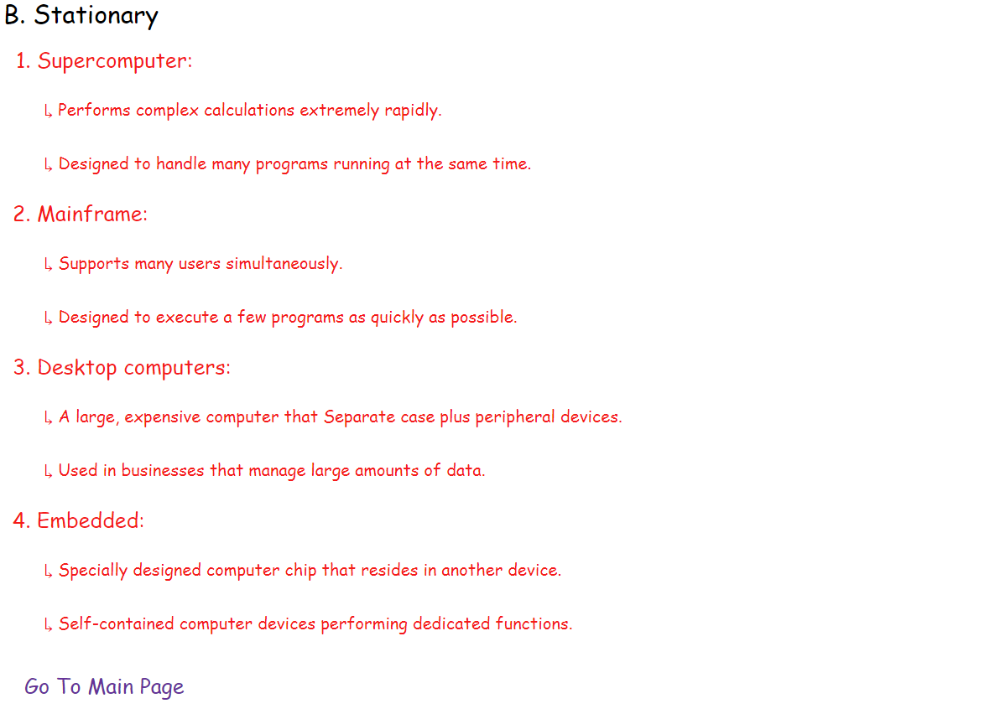 B. Stationary
1. Supercomputer:
↳ Performs complex calculations extremely rapidly.
↳ Designed to handle many programs running at the same time.
2. Mainframe:
↳ Supports many users simultaneously.
↳ Designed to execute a few programs as quickly as possible.
3. Desktop computers:
↳ A large, expensive computer that Separate case plus peripheral devices.
↳ Used in businesses that manage large amounts of data.
4. Embedded:
↳ Specially designed computer chip that resides in another device.
↳ Self-contained computer devices performing dedicated functions.
Go To Main Page